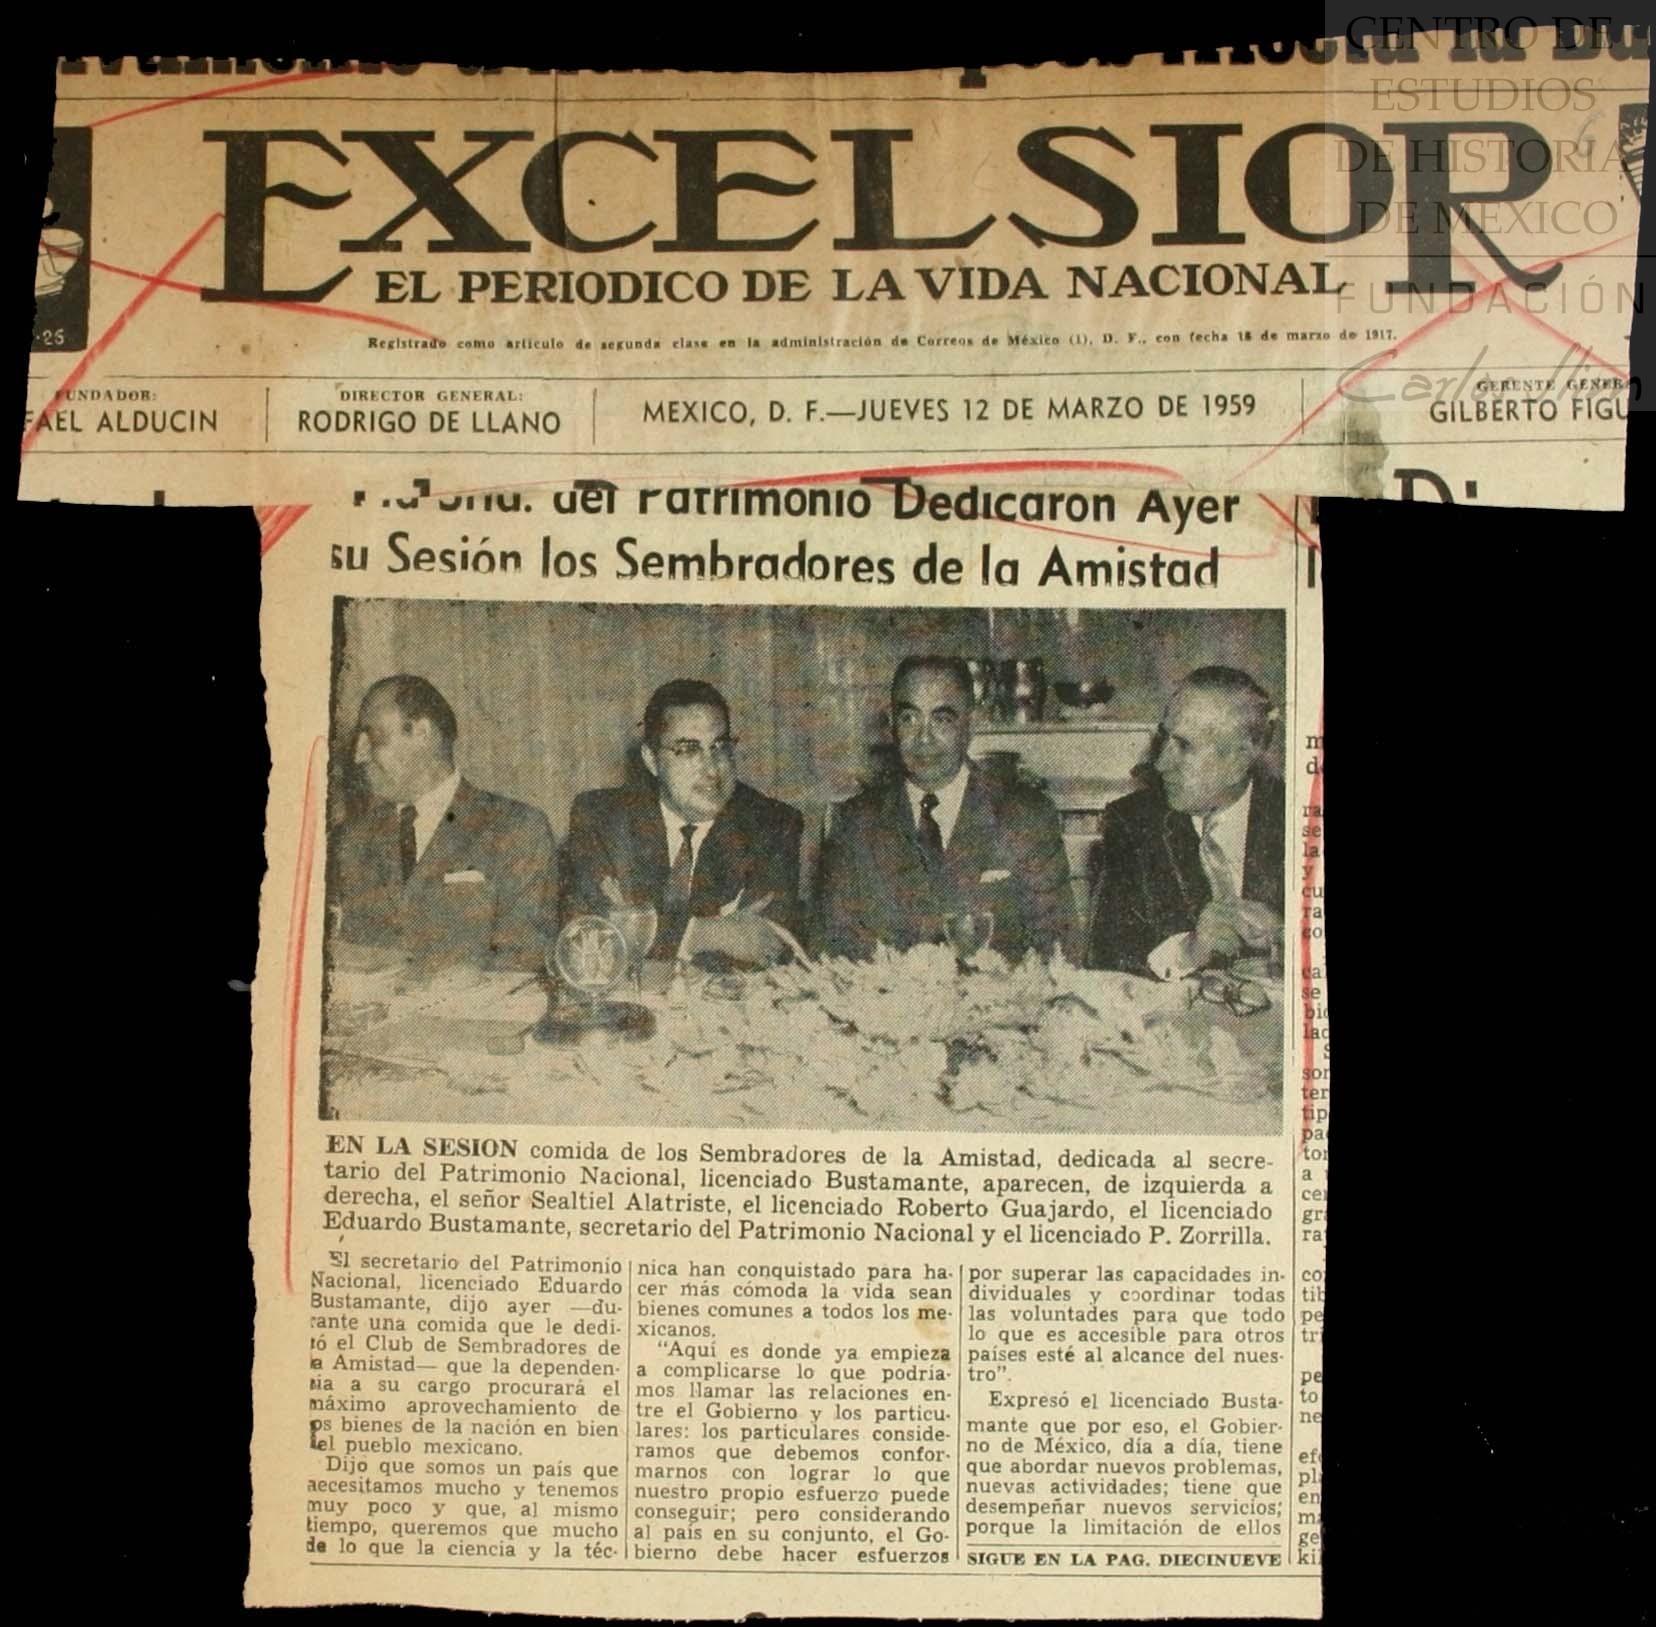 CENTRO DE
ESTUDIOS
DE HISTORIA
DE MEXICO
FUNDACIÓN
EXCELSIOR
EL PERIODICO DE LA VIDA NACIONAL
25
Registrado como artículo de segunda clase en la administración de Correos de México (1), D. F., con fecha 18 de marzo de 1917.
FUNDADOR:
FAEL ALDUCIN
DIRECTOR GENERAL:
RODRIGO DE LLANO
MEXICO, D. F.—JUEVES 12 DE MARZO DE 1959
GERENTE GENER
GILBERTO FIGU
del Patrimonio Dedicaron Ayer
su Sesión los Sembradores de la Amistad
EN LA SESION comida de los Sembradores de la Amistad, dedicada al secre-
tario del Patrimonio Nacional, licenciado Bustamante, aparecen, de izquierda a
derecha, el señor Sealtiel Alatriste, el licenciado Roberto Guajardo, el licenciado
Eduardo Bustamante, secretario del Patrimonio Nacional y el licenciado P. Zorrilla.
El secretario del Patrimonio
Nacional, licenciado Eduardo
Bustamante, dijo ayer —du-
rante una comida que le dedi-
có el Club de Sembradores de
la Amistad— que la dependen-
cia a su cargo procurará el
máximo aprovechamiento de
los bienes de la nación en bien
del pueblo mexicano.
Dijo que somos un país que
necesitamos mucho y tenemos
muy poco y que, al mismo
tiempo, queremos que mucho
de lo que la ciencia y la téc-
nica han conquistado para ha-
cer más cómoda la vida sean
bienes comunes a todos los me-
xicanos.
"Aquí es donde ya empieza
a complicarse lo que podría-
mos llamar las relaciones en-
tre el Gobierno y los particu-
lares: los particulares conside-
ramos que debemos confor-
marnos con lograr lo que
nuestro propio esfuerzo puede
conseguir; pero considerando
al país en su conjunto, el Go-
bierno debe hacer esfuerzos
por superar las capacidades in-
dividuales y coordinar todas
las voluntades para que todo
lo que es accesible para otros
países esté al alcance del nues-
tro".
Expresó el licenciado Busta-
mante que por eso, el Gobier-
no de México, día a día, tiene
que abordar nuevos problemas,
nuevas actividades; tiene que
desempeñar nuevos servicios;
porque la limitación de ellos
SIGUE EN LA PAG. DIECINUEVE